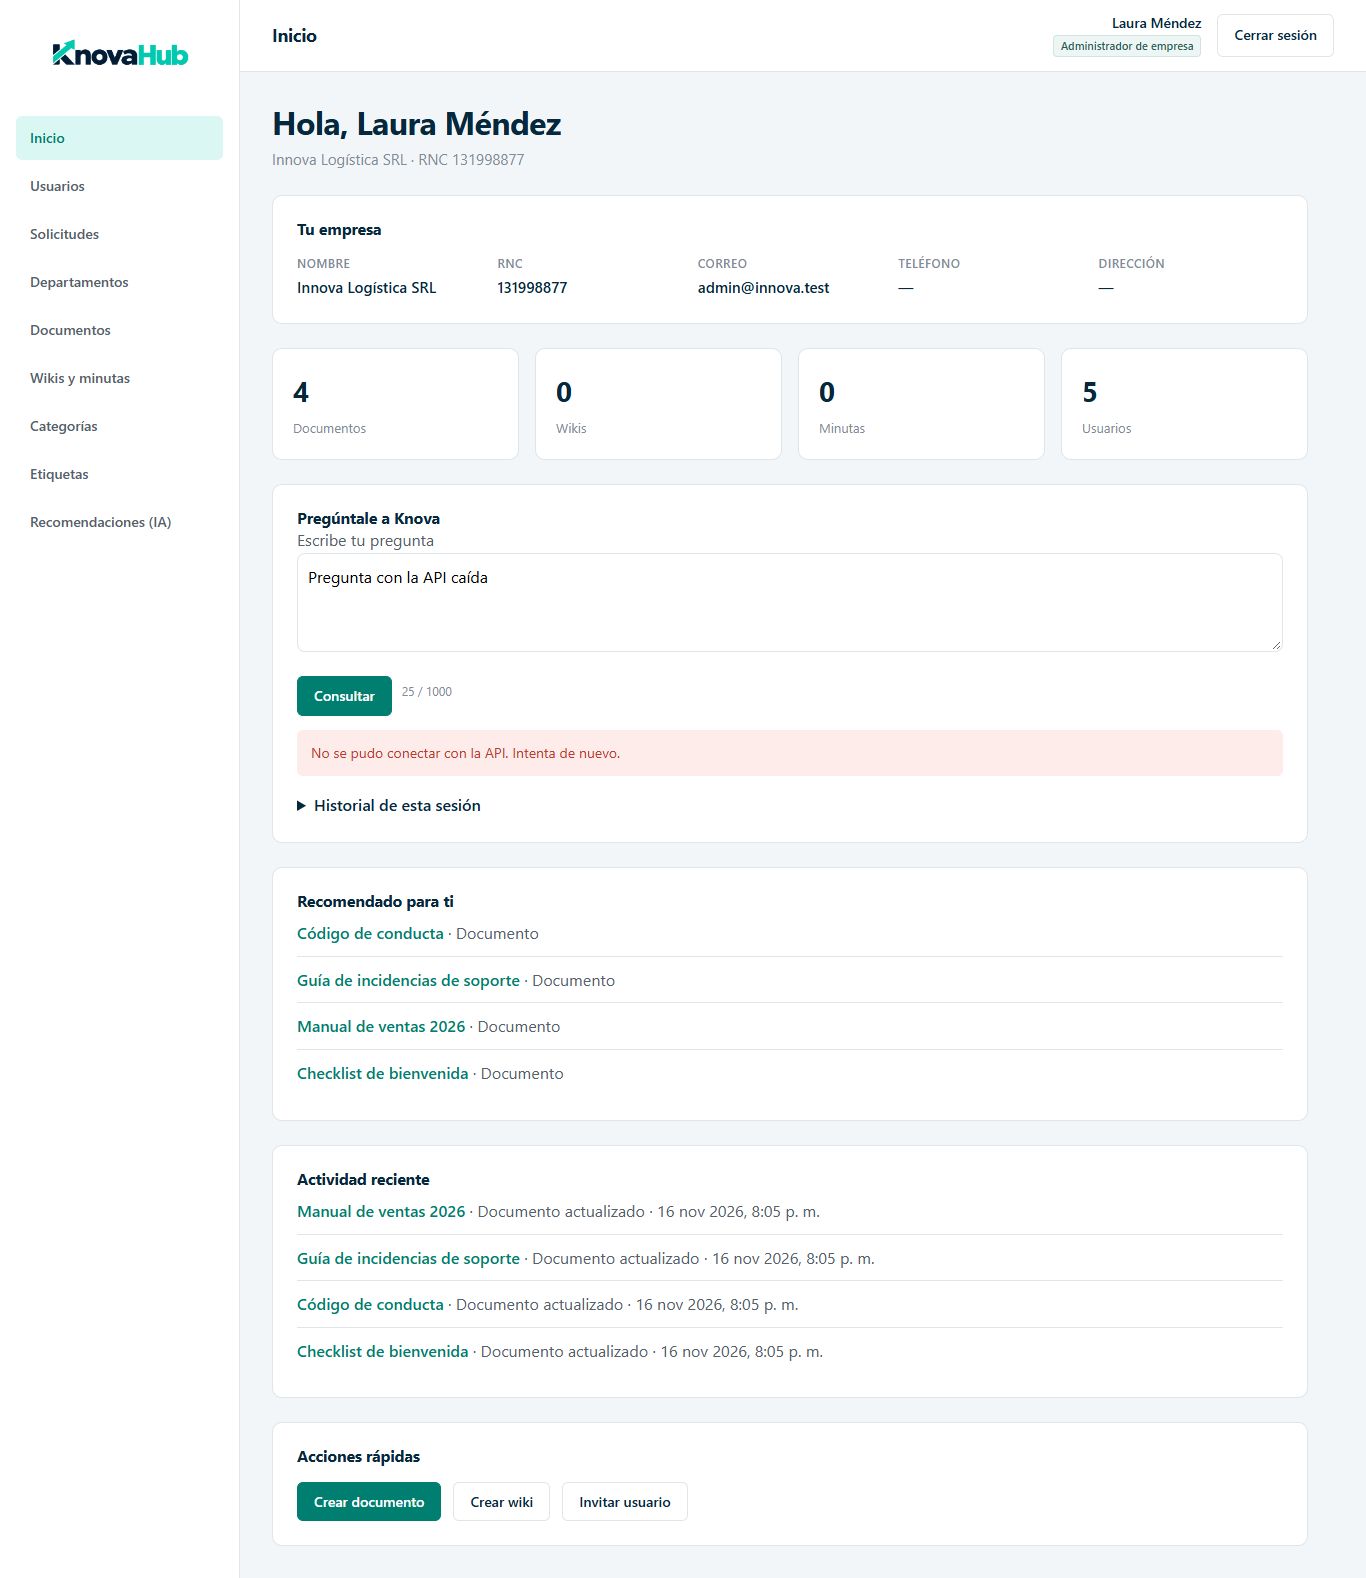 KnovaHub
Inicio
Usuarios
Solicitudes
Departamentos
Documentos
Wikis y minutas
Categorías
Etiquetas
Recomendaciones (IA)
Inicio
Laura Méndez
Administrador de empresa
Cerrar sesión
Hola, Laura Méndez
Innova Logística SRL · RNC 131998877
Tu empresa
NOMBRE
Innova Logística SRL
RNC
131998877
CORREO
admin@innova.test
TELÉFONO
—
DIRECCIÓN
—
4
Documentos
0
Wikis
0
Minutas
5
Usuarios
Pregúntale a Knova
Escribe tu pregunta
Pregunta con la API caída
Consultar
25 / 1000
No se pudo conectar con la API. Intenta de nuevo.
Historial de esta sesión
Recomendado para ti
Código de conducta · Documento
Guía de incidencias de soporte · Documento
Manual de ventas 2026 · Documento
Checklist de bienvenida · Documento
Actividad reciente
Manual de ventas 2026 · Documento actualizado · 16 nov 2026, 8:05 p. m.
Guía de incidencias de soporte · Documento actualizado · 16 nov 2026, 8:05 p. m.
Código de conducta · Documento actualizado · 16 nov 2026, 8:05 p. m.
Checklist de bienvenida · Documento actualizado · 16 nov 2026, 8:05 p. m.
Acciones rápidas
Crear documento
Crear wiki
Invitar usuario